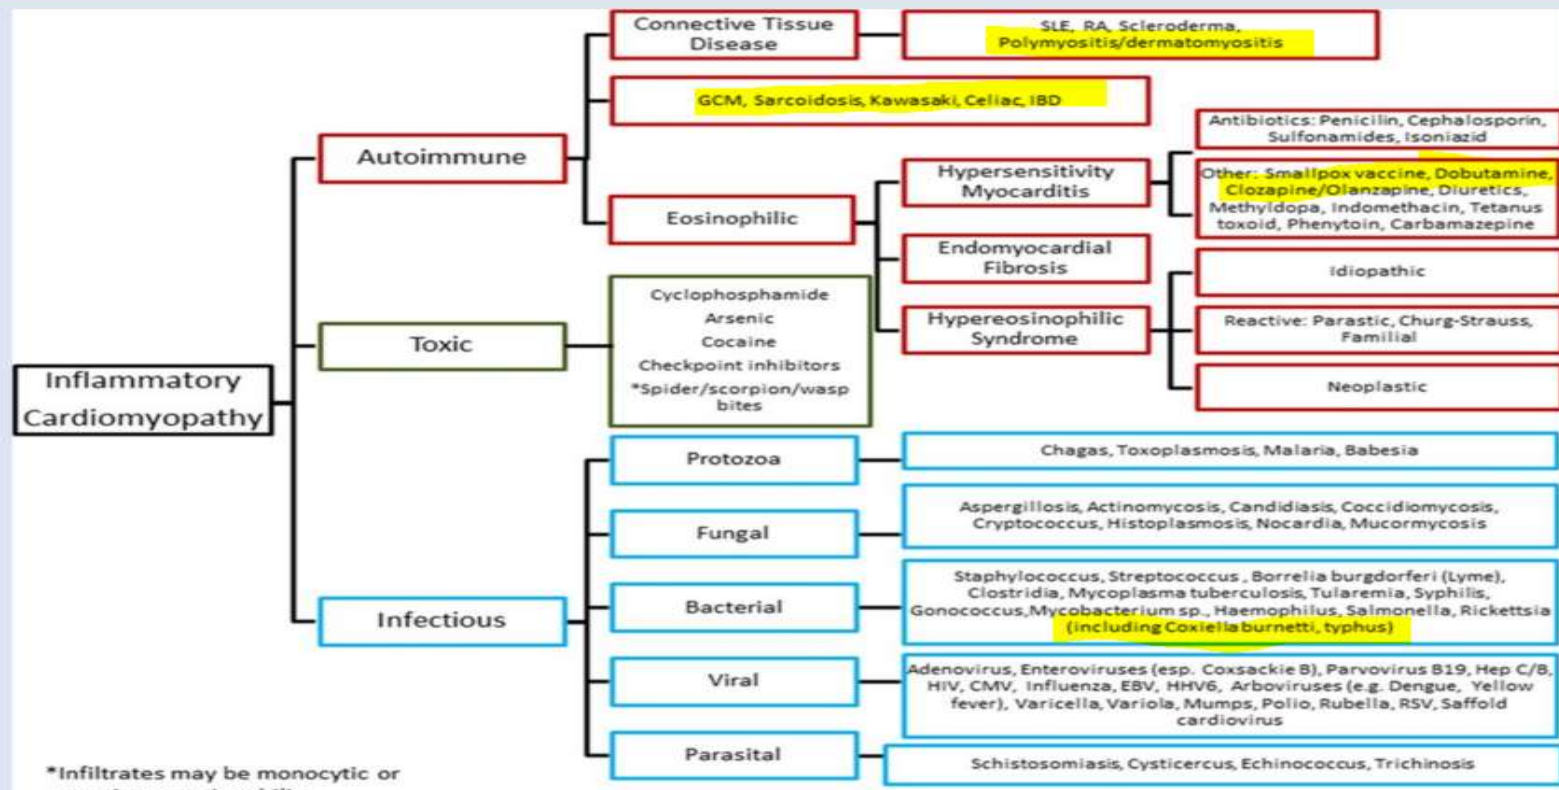 Connective Tissue
Disease
SLE, RA, Scleroderma,
Polymyositis/dermatomyositis
GCM, Sarcoidosis, Kawasaki, Celiac, IBD
Autoimmune
Eosinophilic
Hypersensitivity
Myocarditis
Antibiotics: Penicilin, Cephalosporin,
Sulfonamides, Isoniazid
Other: Smallpox vaccine, Dobutamine,
Clozapine/Olanzapine, Diuretics,
Methyldopa, Indomethacin, Tetanus
toxoid, Phenytoin, Carbamazepine
Endomyocardial
Fibrosis
Hypereosinophilic
Syndrome
Idiopathic
Reactive: Parastic, Churg-Strauss,
Familial
Neoplastic
Toxic
Cyclophosphamide
Arsenic
Cocaine
Checkpoint inhibitors
*Spider/scorpion/wasp
bites
Inflammatory
Cardiomyopathy
Infectious
Protozoa
Chagas, Toxoplasmosis, Malaria, Babesia
Fungal
Aspergillosis, Actinomycosis, Candidiasis, Coccidiomycosis,
Cryptococcus, Histoplasmosis, Nocardia, Mucormycosis
Bacterial
Staphylococcus, Streptococcus , Borrelia burgdorferi (Lyme),
Clostridia, Mycoplasma tuberculosis, Tularemia, Syphilis,
Gonococcus,Mycobacterium sp., Haemophilus, Salmonella, Rickettsia
(including Coxiella burnetti, typhus)
Viral
Adenovirus, Enteroviruses (esp. Coxsackie B), Parvovirus B19, Hep C/B,
HIV, CMV, Influenza, EBV, HHV6, Arboviruses (e.g. Dengue, Yellow
fever), Varicella, Variola, Mumps, Polio, Rubella, RSV, Saffold
cardiovirus
Parasital
Schistosomiasis, Cysticercus, Echinococcus, Trichinosis
*Infiltrates may be monocytic or